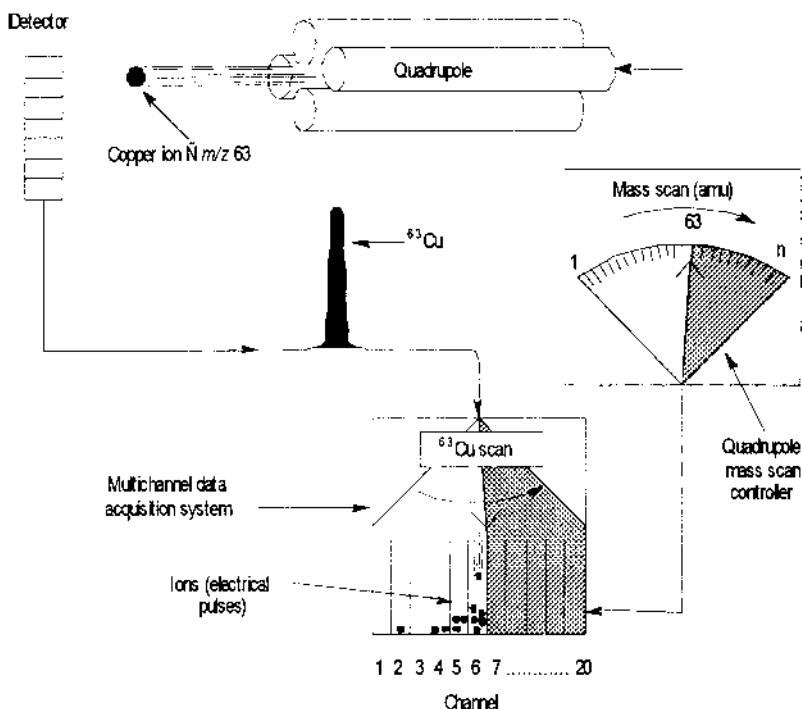 Detector
Quadrupole
Copper ion Ñ m/z 63
Mass scan (amu)
63
1
n
⁶³Cu
⁶³Cu scan
Quadrupole
mass scan
controller
Multichannel data
acquisition system
Ions (electrical
pulses)
1 2 3 4 5 6 7 ............. 20
Channel